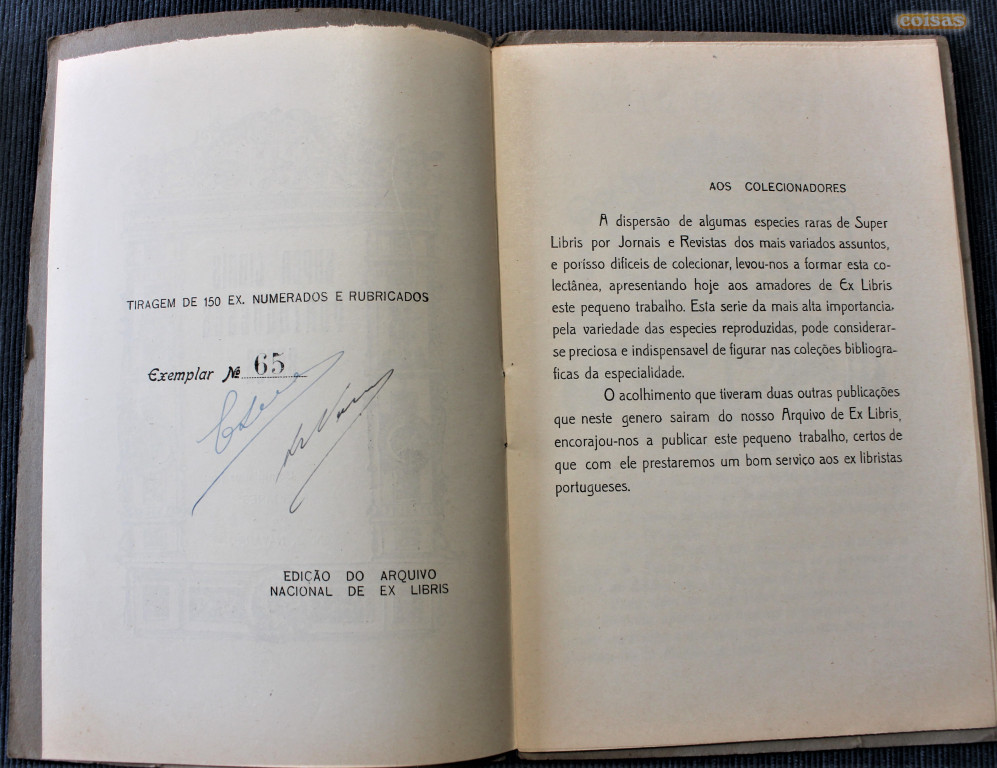 TIRAGEM DE 150 EX. NUMERADOS E RUBRICADOS
Exemplar Nº 65
EDIÇÃO DO ARQUIVO
NACIONAL DE EX LIBRIS
coisas
AOS COLECIONADORES
A dispersão de algumas especies raras de Super
Libris por Jornais e Revistas dos mais variados assuntos,
e porísso dificeis de colecionar, levou-nos a formar esta co-
lectânea, apresentando hoje aos amadores de Ex Libris
este pequeno trabalho. Esta serie da mais alta importancia,
pela variedade das especies reproduzidas, pode considerar-
se preciosa e indispensavel de figurar nas coleções bibliogra-
ficas da especialidade.
O acolhimento que tiveram duas outras publicações
que neste genero sairam do nosso Arquivo de Ex Libris,
encorajou-nos a publicar este pequeno trabalho, certos de
que com ele prestaremos um bom serviço aos ex libristas
portugueses.